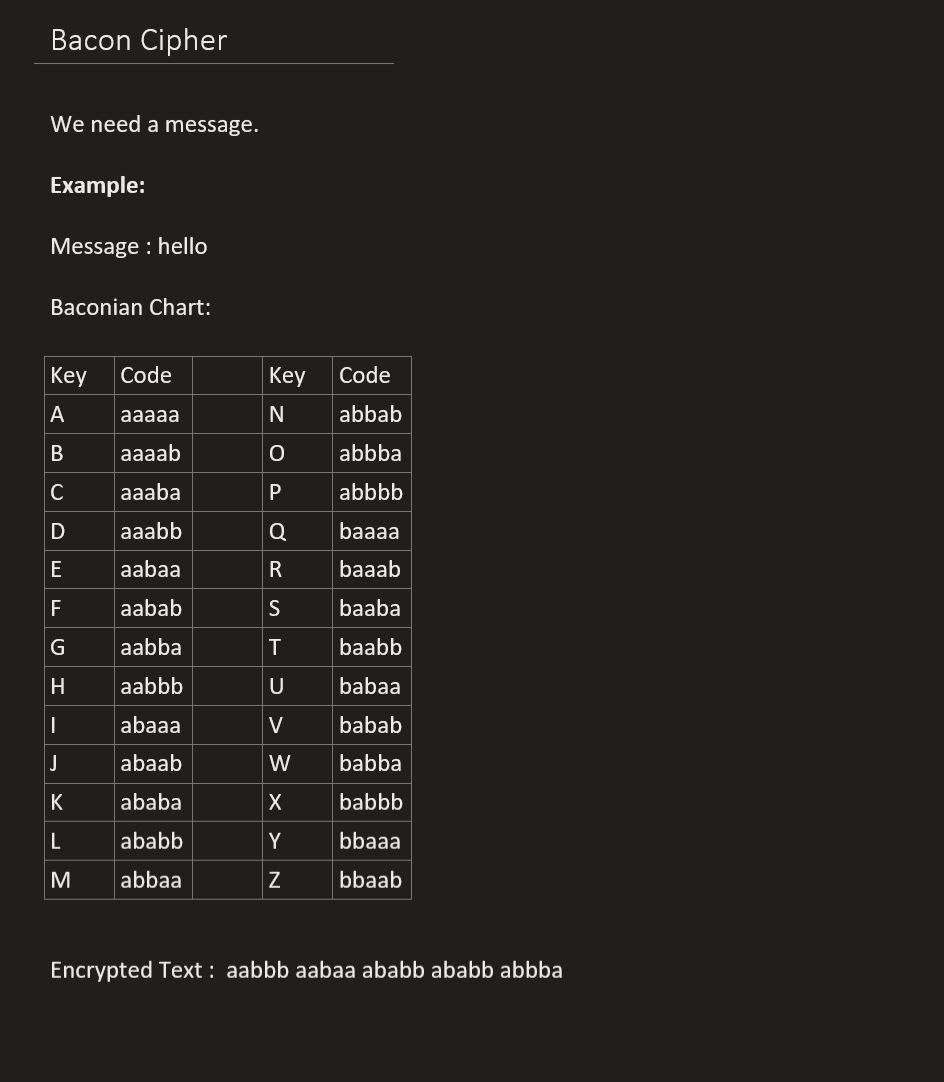 Bacon Cipher
We need a message.
Example:
Message : hello
Baconian Chart:
Key Code Key Code
A aaaaa N abbab
B aaaab O abbba
C aaaba P abbbb
D aaabb Q baaaa
E aabaa R baaab
F aabab S baaba
G aabba T baabb
H aabbb U babaa
I abaaa V babab
J abaab W babba
K ababa X babbb
L ababb Y bbaaa
M abbaa Z bbaab
Encrypted Text : aabbb aabaa ababb ababb abbba